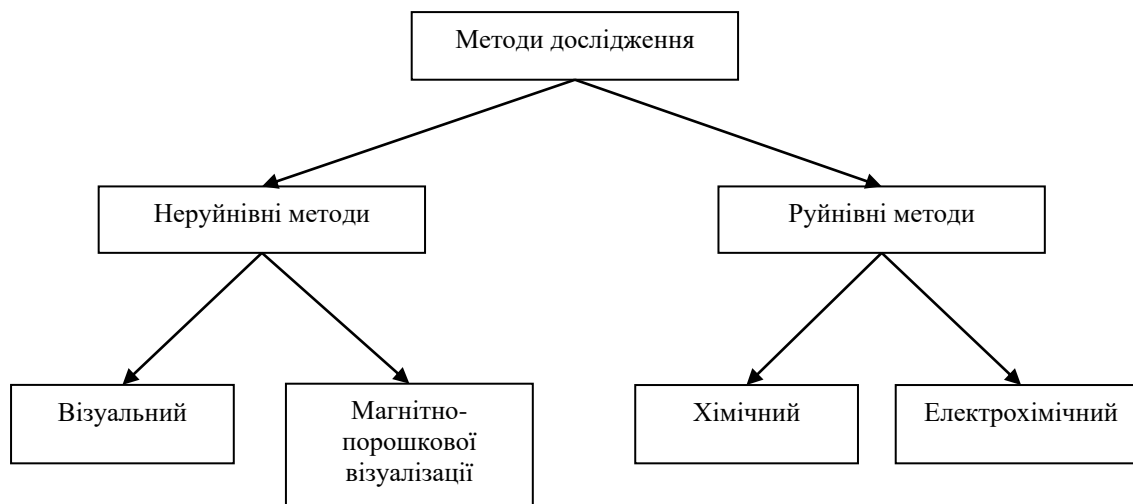 Методи дослідження
Неруйнівні методи
Руйнівні методи
Візуальний
Магнітно-
порошкової
візуалізації
Хімічний
Електрохімічний